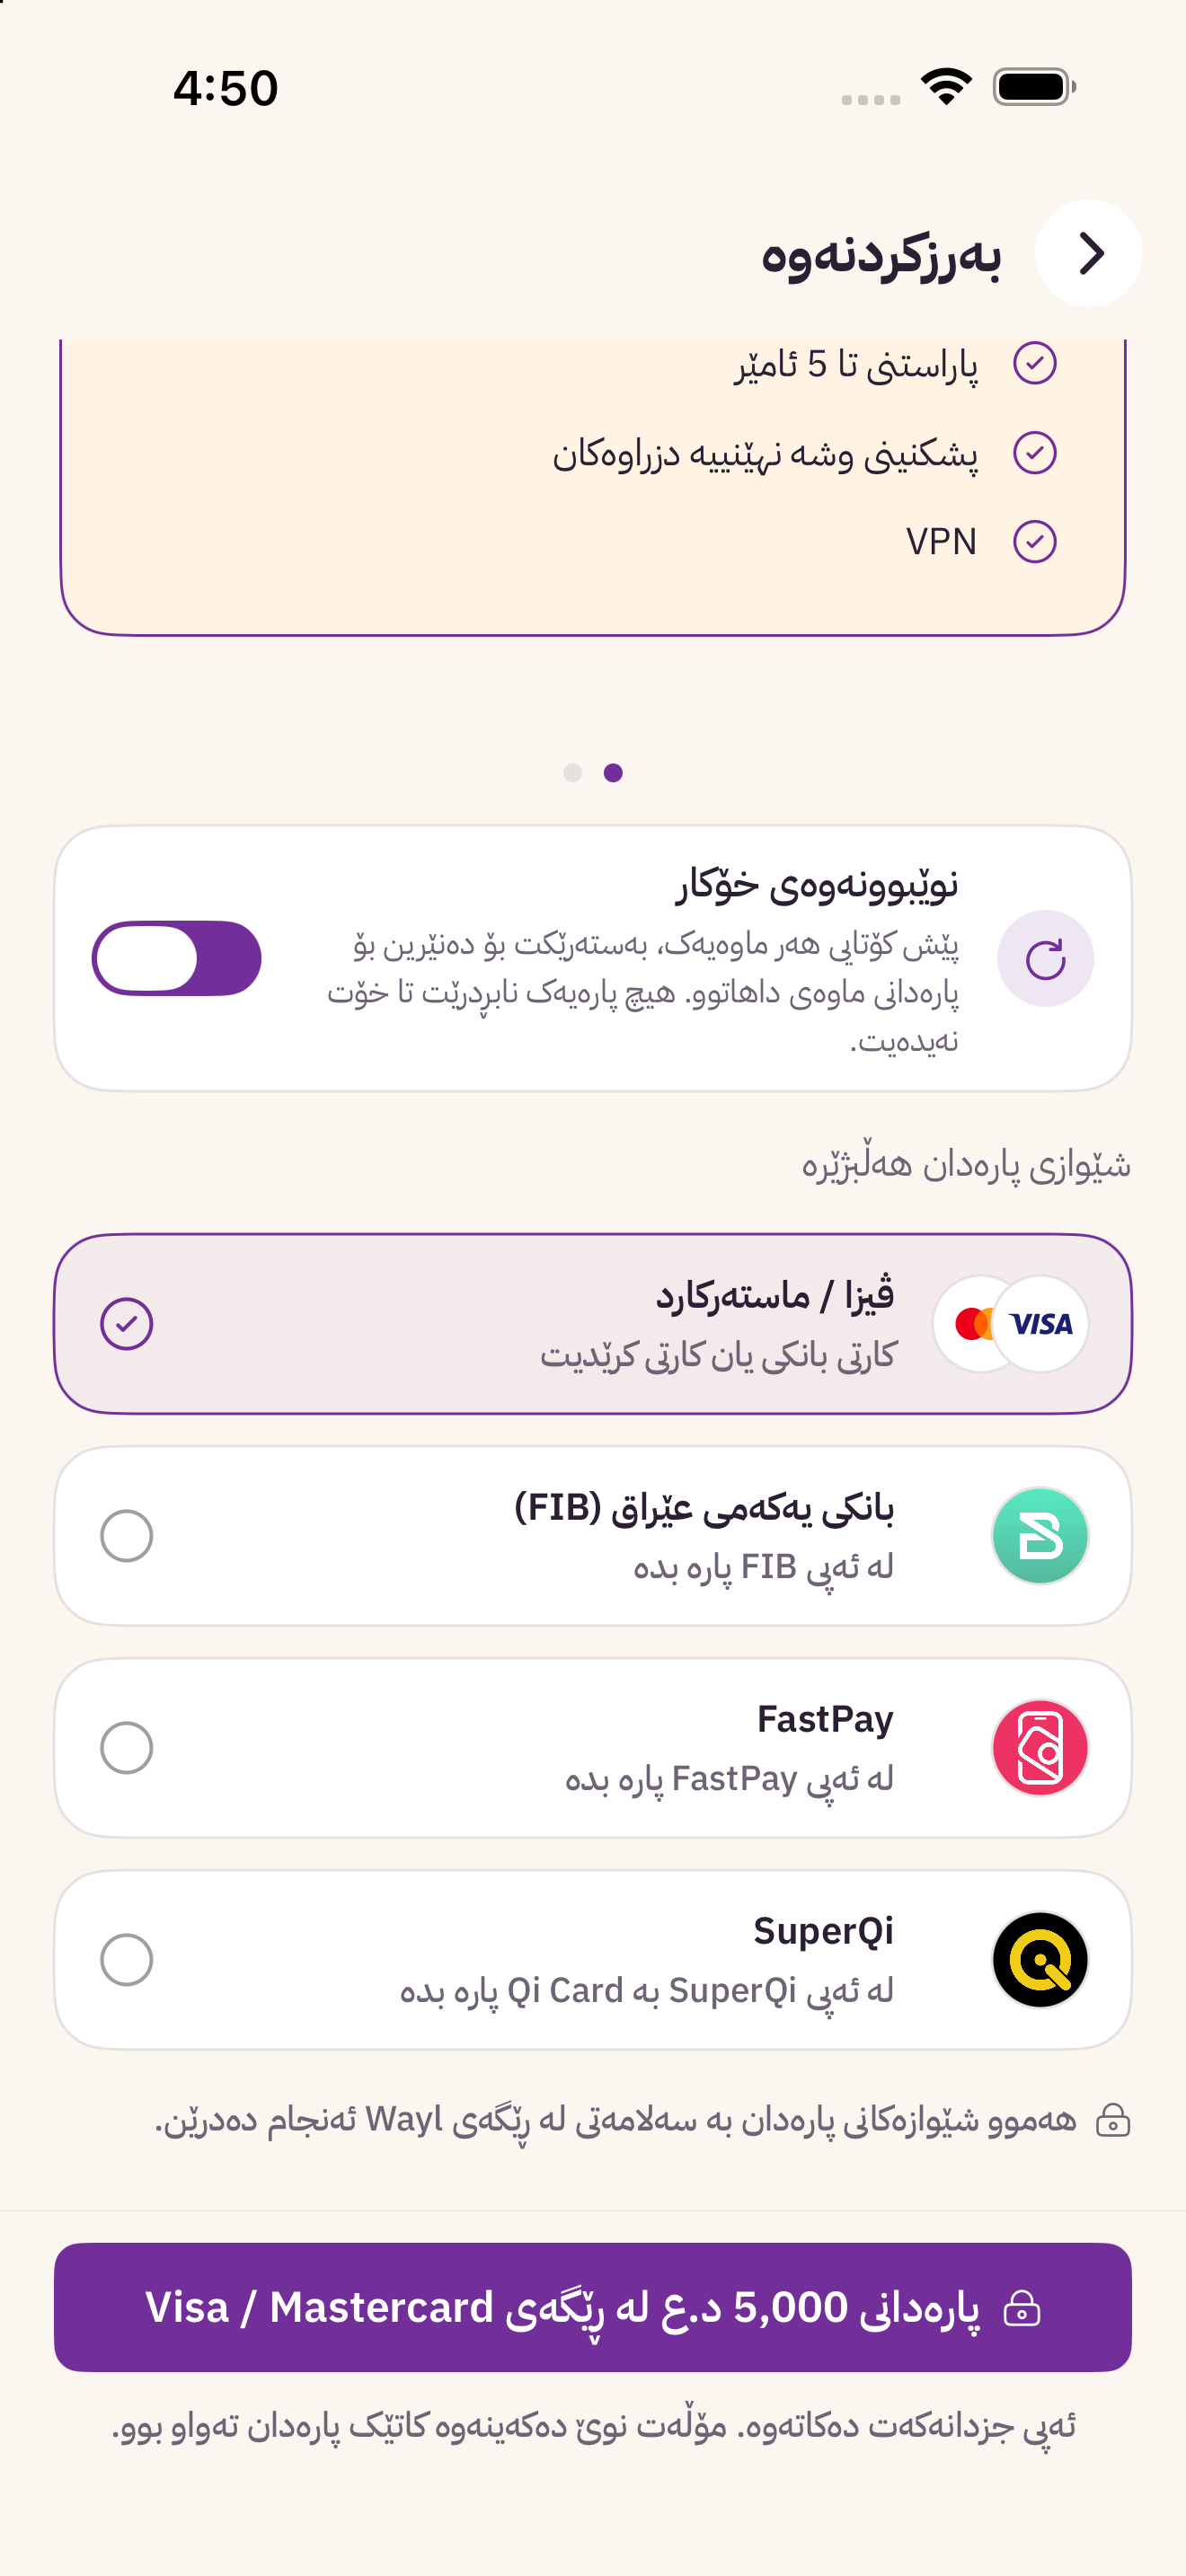 4:50
بەرزکردنەوە
پاراستنی تا 5 ئامێر
پشکنینی وشە نهێنییە دزراوەکان
VPN
نوێبوونەوەی خۆکار
پێش کۆتایی هەر ماوەیەک، بەستەرێکت بۆ دەنێرین بۆ
پارەدانی ماوەی داهاتوو. هیچ پارەیەک نابڕدرێت تا خۆت
نەیدەیت.
شێوازی پارەدان هەڵبژێرە
ڤیزا / ماستەرکارد
VISA
کارتی بانکی یان کارتی کرێدیت
بانکی یەکەمی عێراق (FIB)
لە ئەپی FIB پارە بدە
FastPay
لە ئەپی FastPay پارە بدە
SuperQi
لە ئەپی SuperQi بە Qi Card پارە بدە
هەموو شێوازەکانی پارەدان بە سەلامەتی لە ڕێگەی Wayl ئەنجام دەدرێن.
پارەدانی 5,000 د.ع لە ڕێگەی Visa / Mastercard
ئەپی جزدانەکەت دەکاتەوە. مۆڵەت نوێ دەکەینەوە کاتێک پارەدان تەواو بوو.